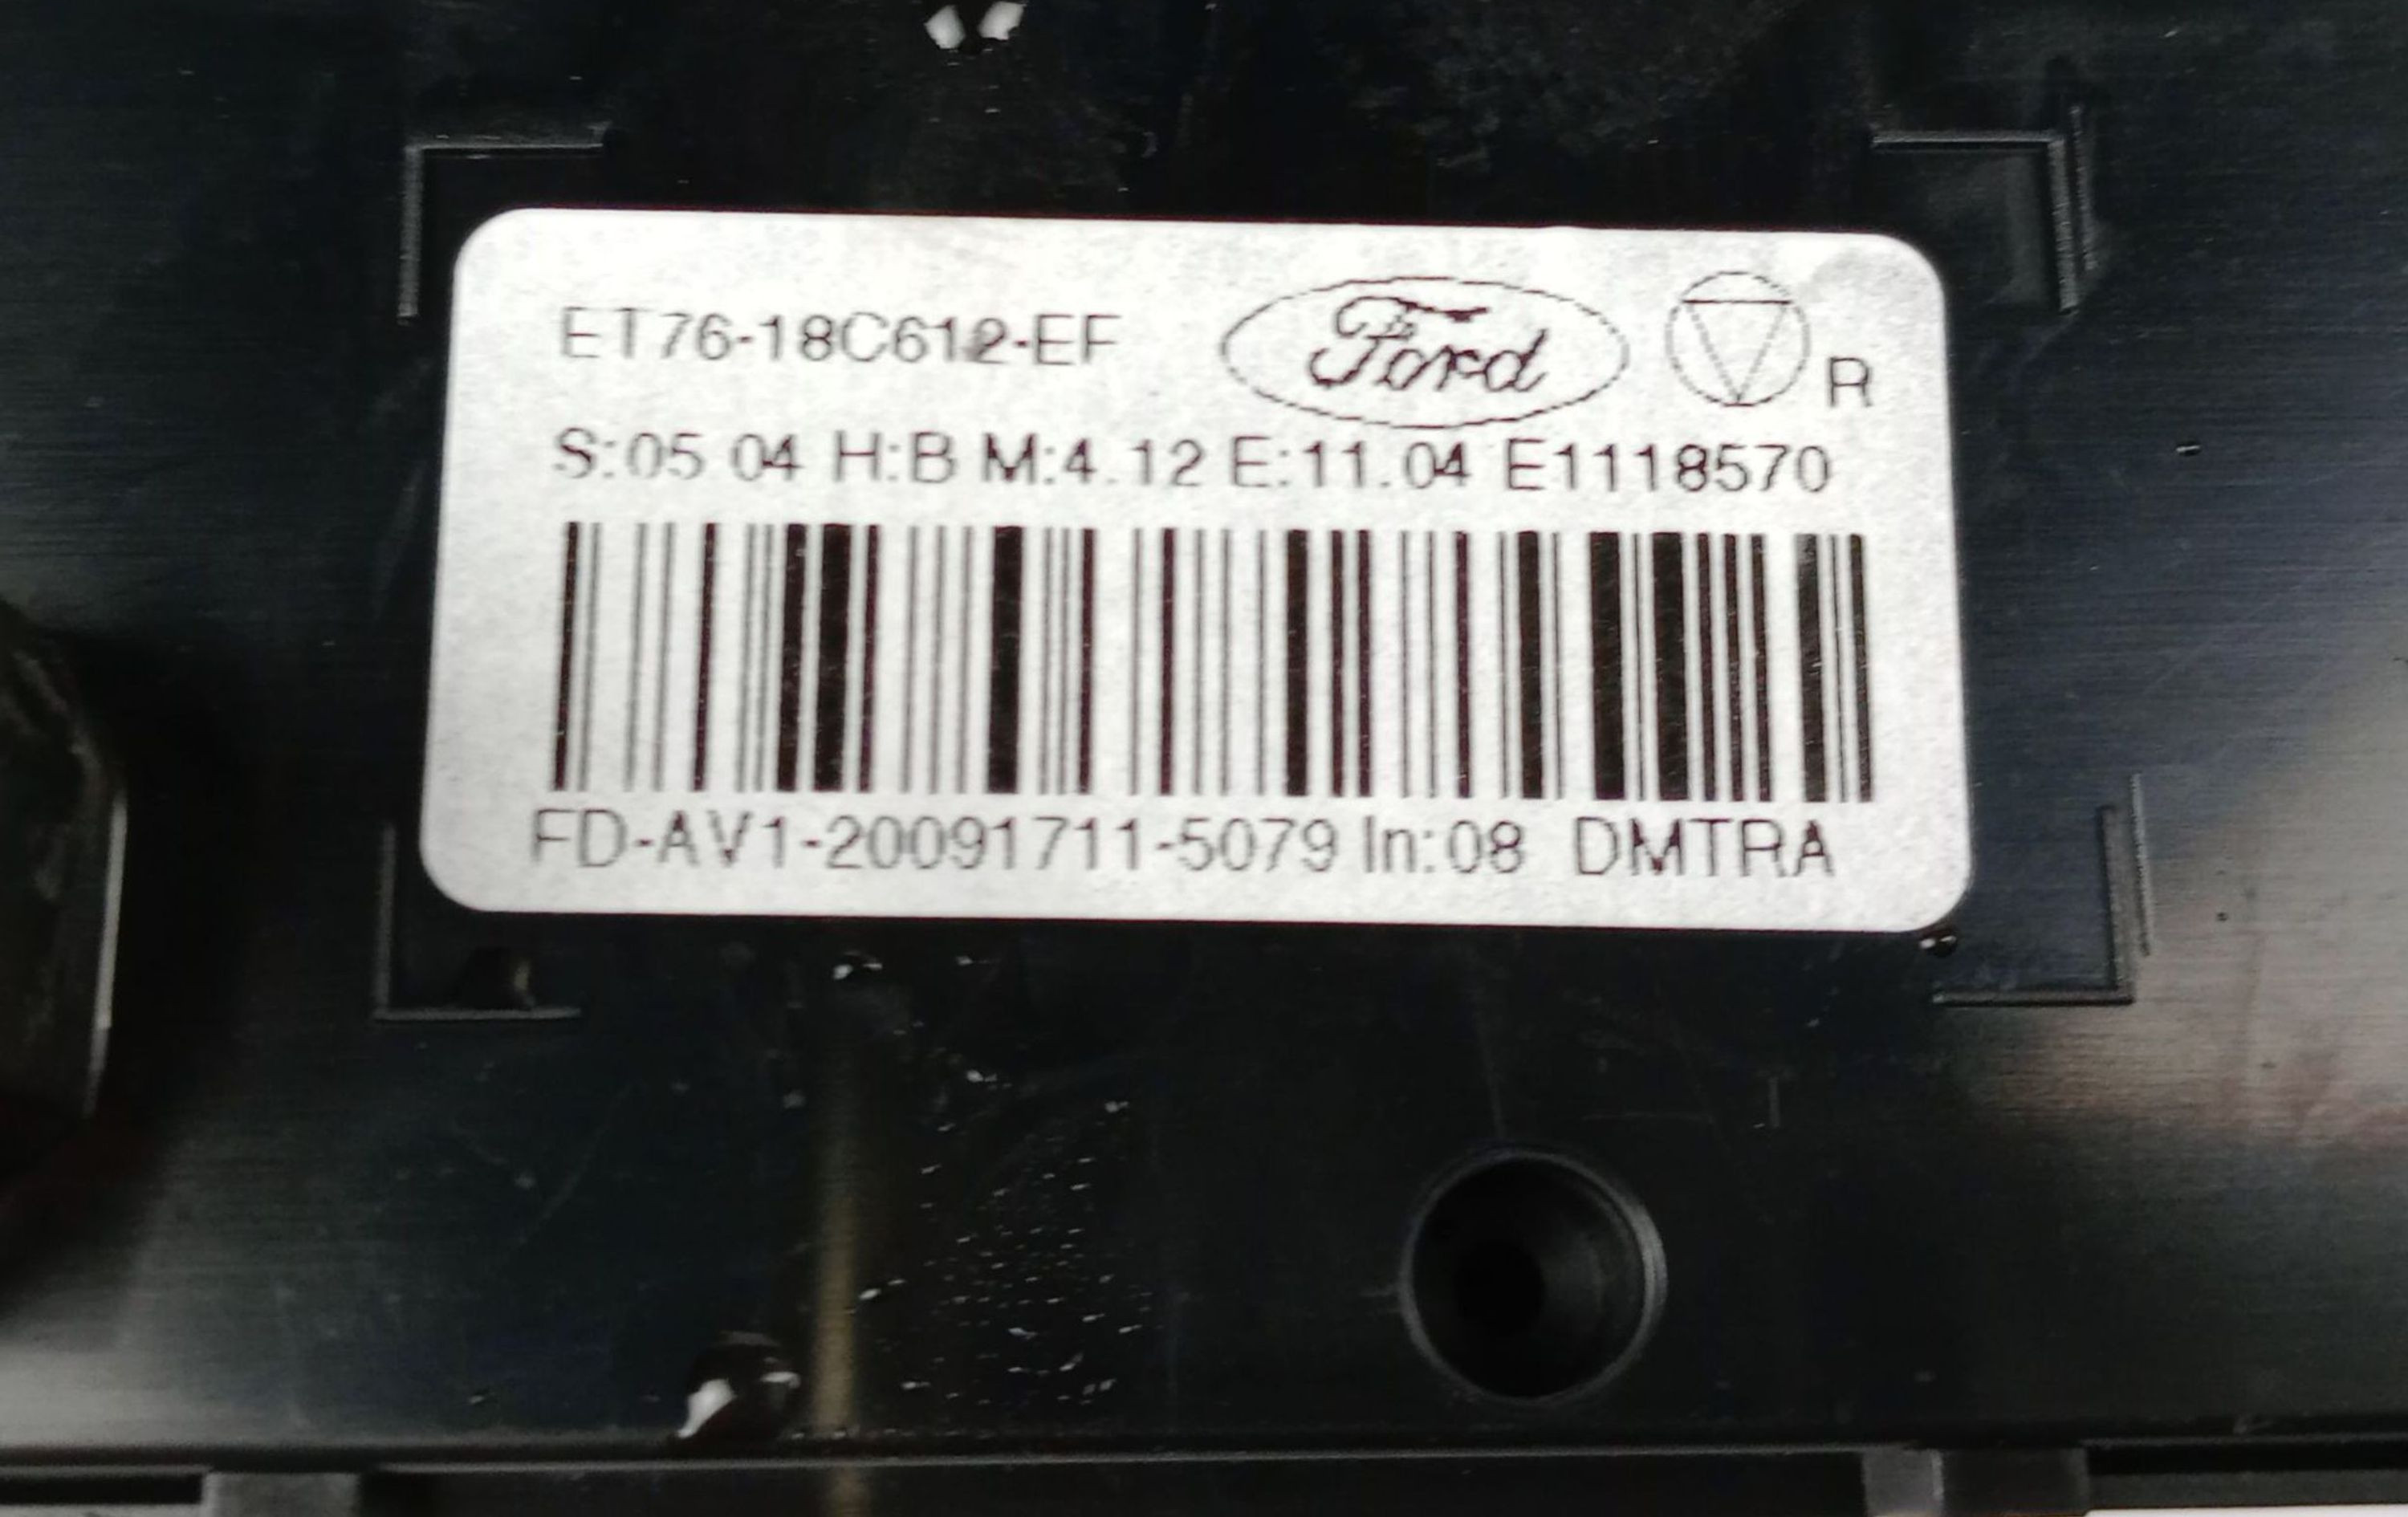 ET76-18C612-EF Ford R
S:05 04 H:B M:4.12 E:11.04 E1118570
FD-AV1-20091711-5079 In:08 DMTRA